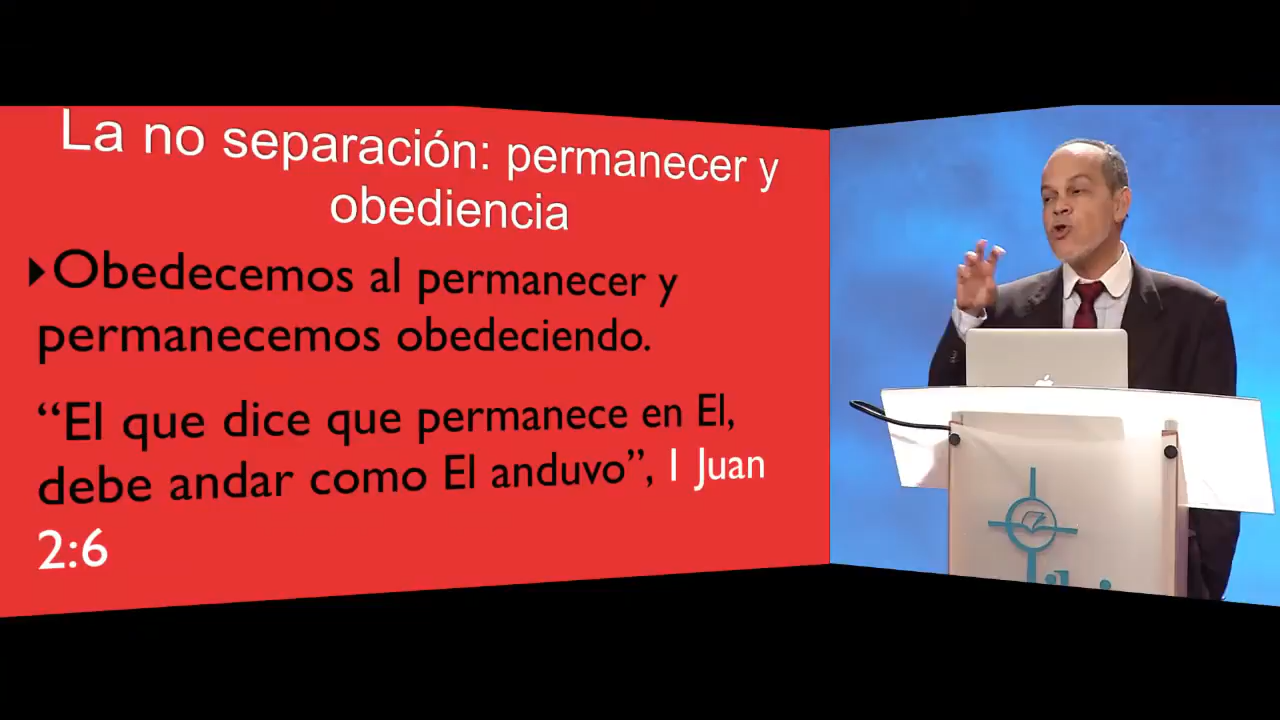 La no separación: permanecer y
obediencia
Obedecemos al permanecer y
permanecemos obedeciendo.
“El que dice que permanece en El,
debe andar como El anduvo”, 1 Juan
2:6